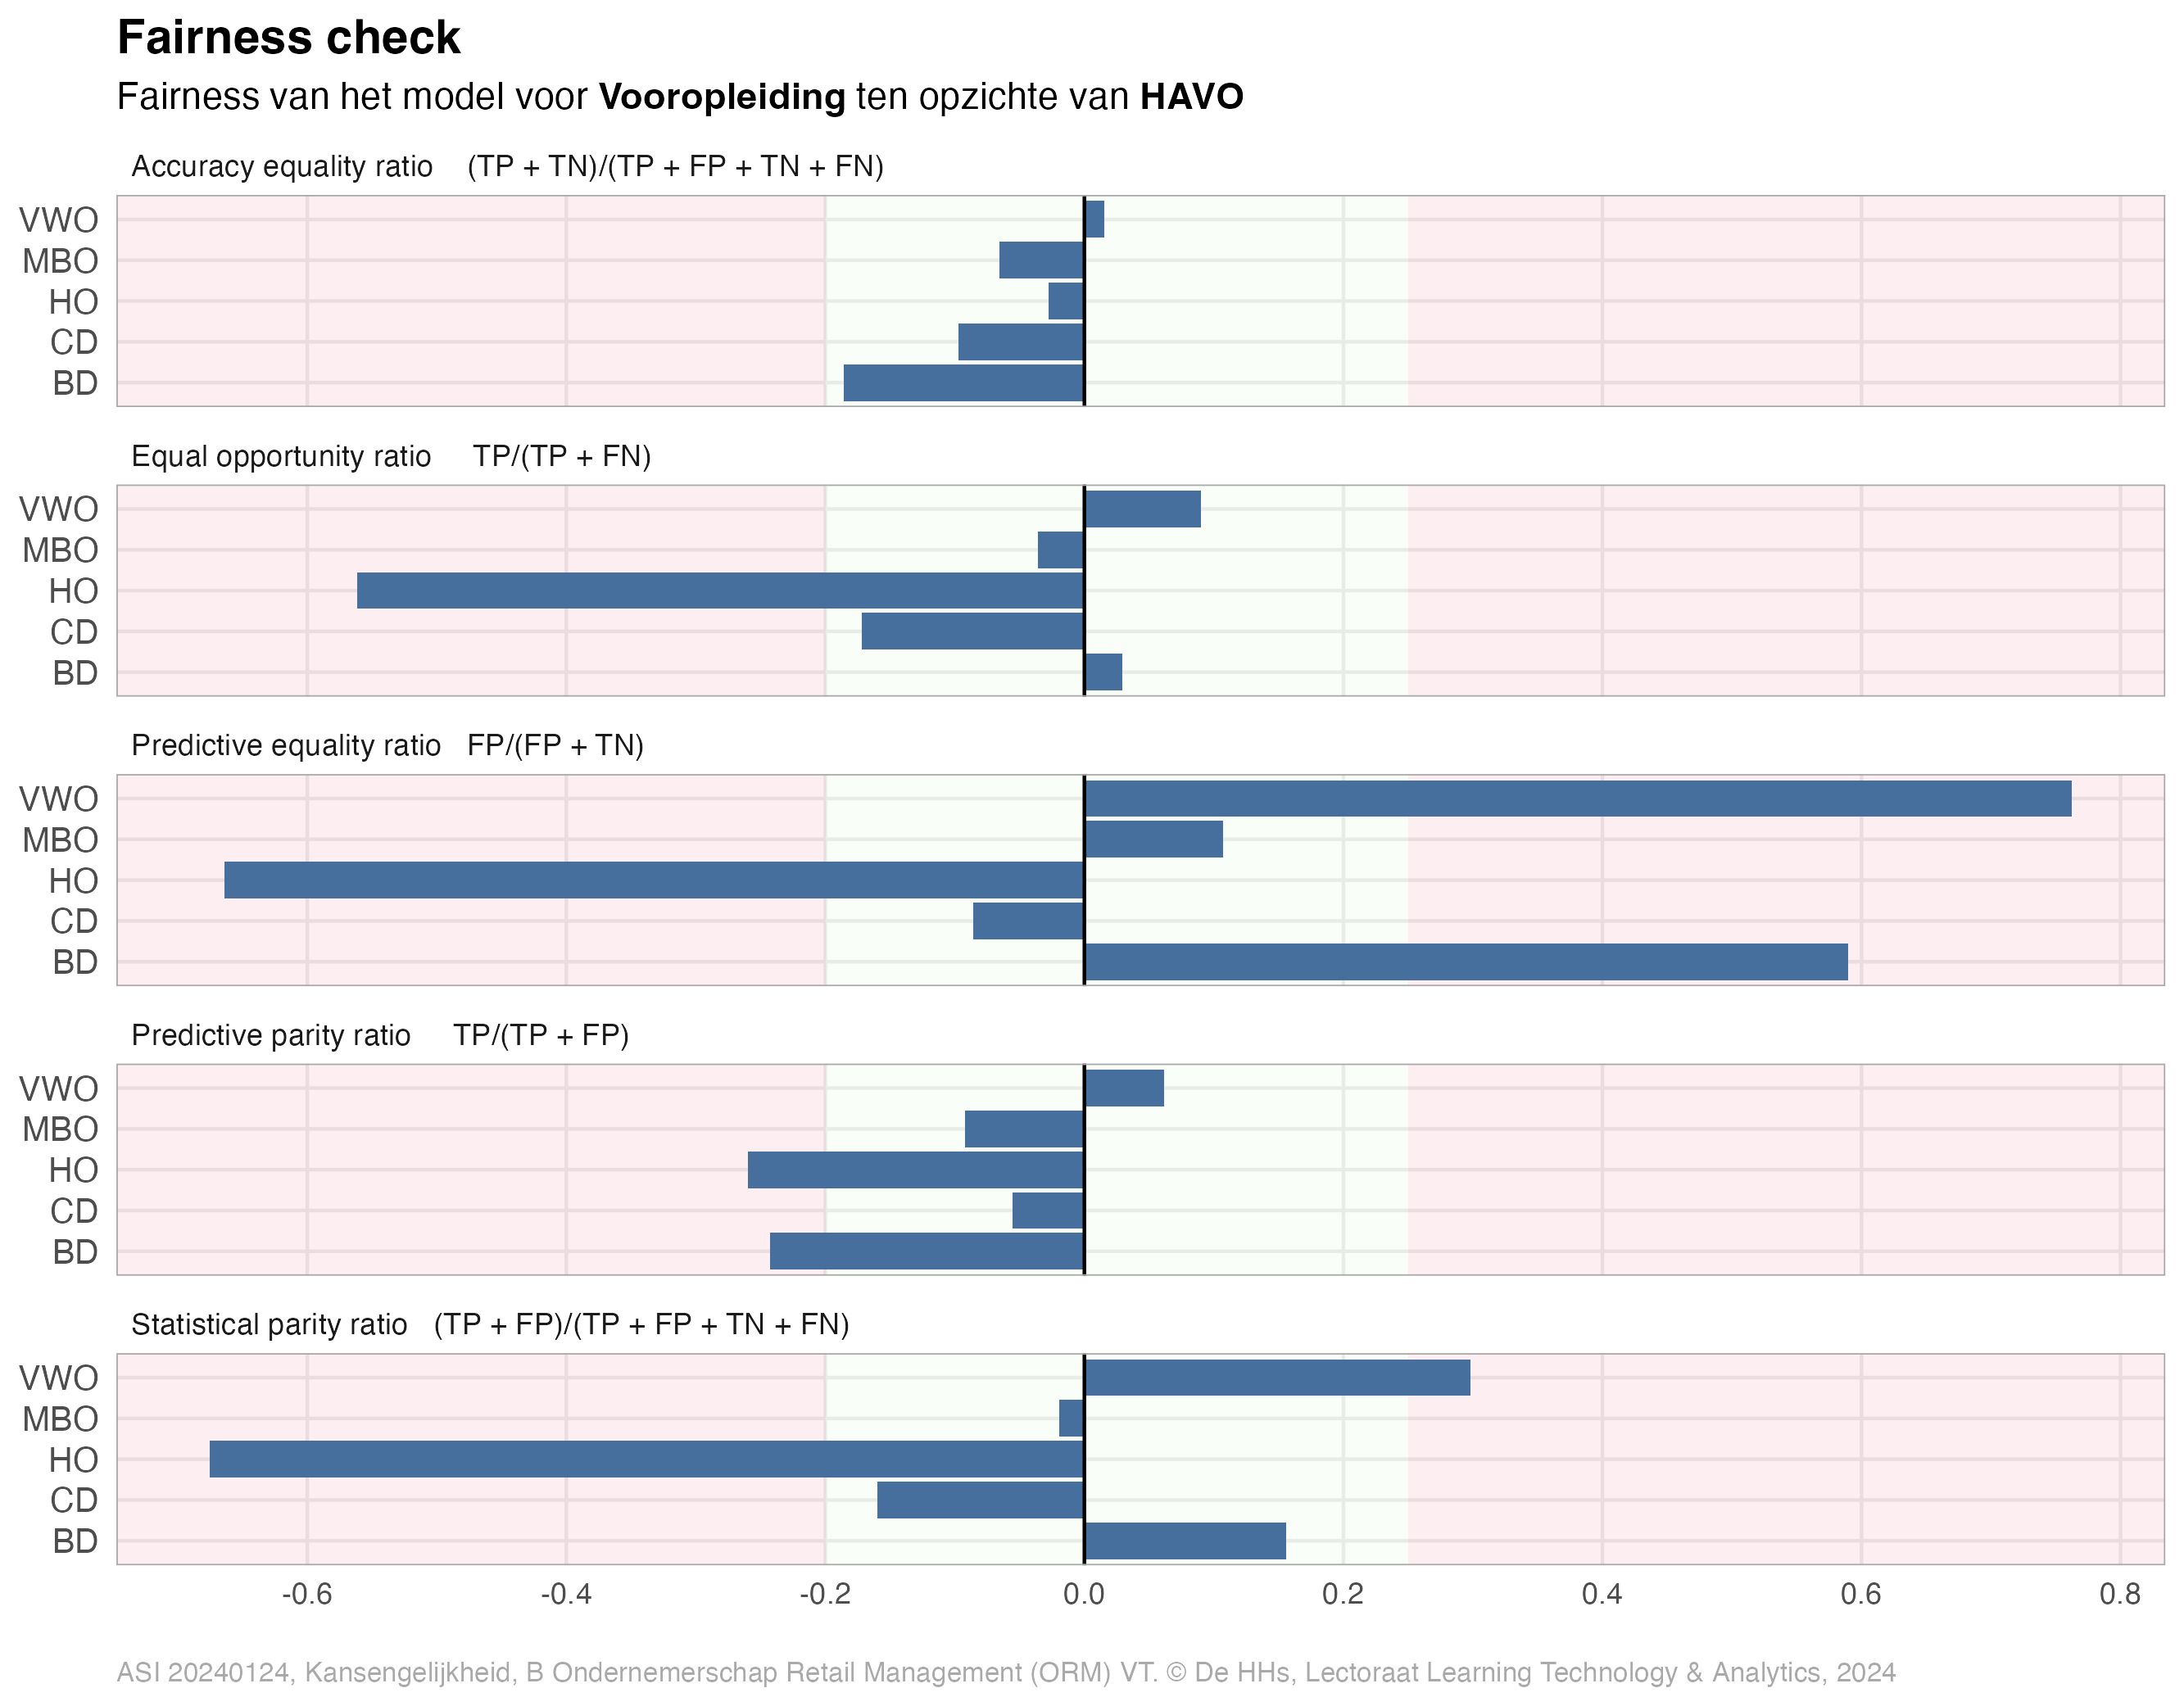 Fairness check
Fairness van het model voor Vooropleiding ten opzichte van HAVO
Accuracy equality ratio (TP + TN)/(TP + FP + TN + FN)
VWO
MBO
HO
CD
BD
Equal opportunity ratio TP/(TP + FN)
VWO
MBO
HO
CD
BD
Predictive equality ratio FP/(FP + TN)
VWO
MBO
HO
CD
BD
Predictive parity ratio TP/(TP + FP)
VWO
MBO
HO
CD
BD
Statistical parity ratio (TP + FP)/(TP + FP + TN + FN)
VWO
MBO
HO
CD
BD
-0.6 -0.4 -0.2 0.0 0.2 0.4 0.6 0.8
ASI 20240124, Kansengelijkheid, B Ondernemerschap Retail Management (ORM) VT. © De HHs, Lectoraat Learning Technology & Analytics, 2024